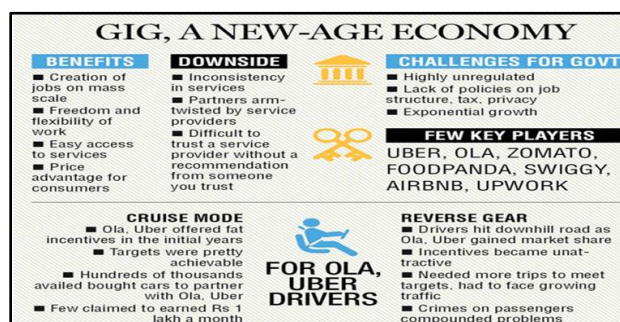 GIG, A NEW-AGE ECONOMY
BENEFITS
■ Creation of
jobs on mass
scale
■ Freedom and
flexibility of
work
■ Easy access
to services
■ Price
advantage for
consumers
DOWNSIDE
■ Inconsistency
in services
■ Partners arm-
twisted by service
providers
■ Difficult to
trust a service
provider without a
recommendation
from someone
you trust
CHALLENGES FOR GOVT
■ Highly unregulated
■ Lack of policies on job
structure, tax, privacy
■ Exponential growth
FEW KEY PLAYERS
UBER, OLA, ZOMATO,
FOODPANDA, SWIGGY,
AIRBNB, UPWORK
CRUISE MODE
■ Ola, Uber offered fat
incentives in the initial years
■ Targets were pretty
achievable
■ Hundreds of thousands
availed bought cars to partner
with Ola, Uber
■ Few claimed to earned Rs 1
lakh a month
FOR OLA,
UBER
DRIVERS
REVERSE GEAR
■ Drivers hit downhill road as
Ola, Uber gained market share
■ Incentives became unat-
tractive
■ Needed more trips to meet
targets, had to face growing
traffic
■ Crimes on passengers
compounded problems